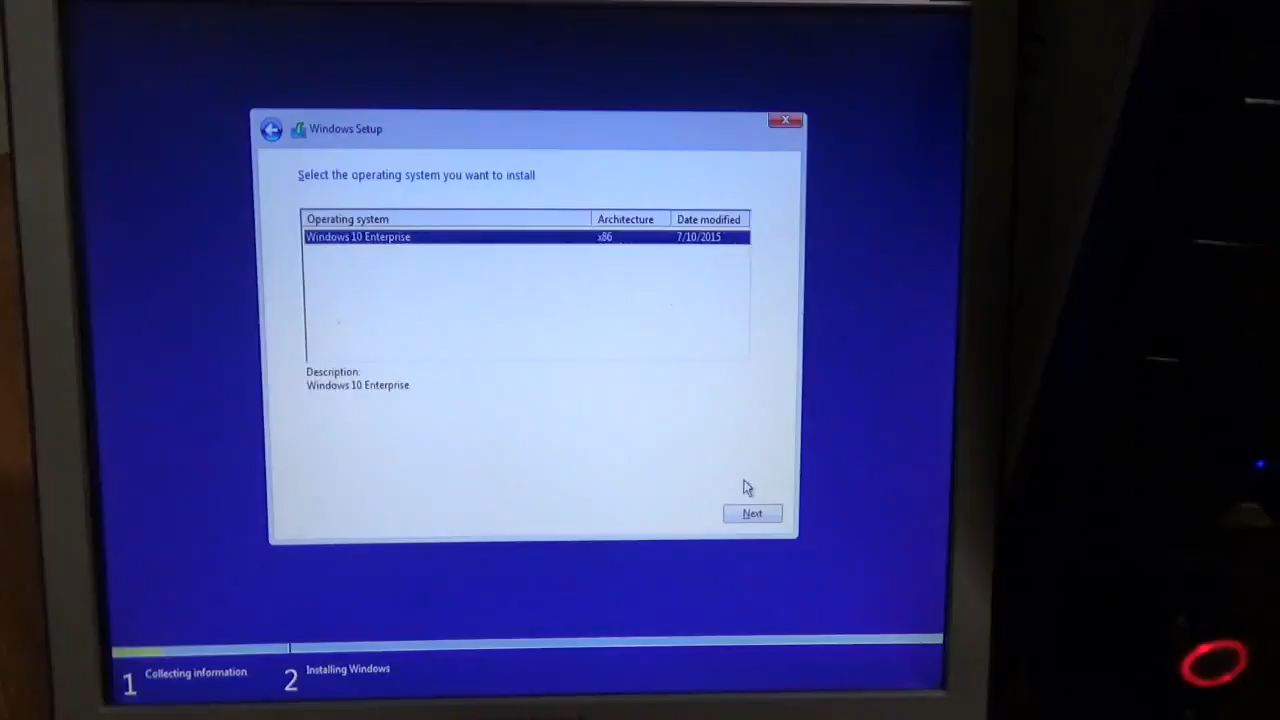 Windows Setup
X
Select the operating system you want to install
Operating system Architecture Date modified
Windows 10 Enterprise x86 7/10/2015
Description:
Windows 10 Enterprise
Next
1 Collecting information 2 Installing Windows